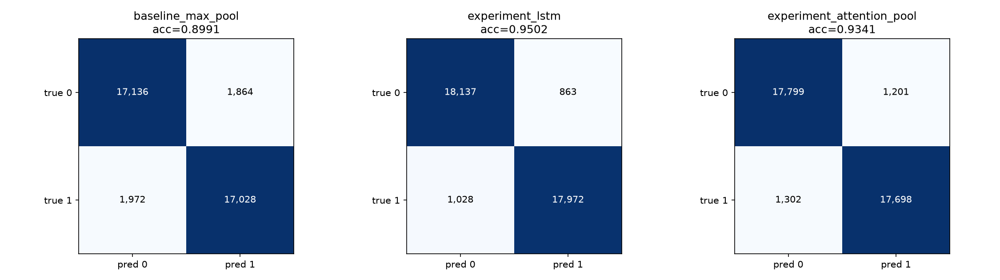 baseline_max_pool
acc=0.8991
true 0
17,136
1,864
true 1
1,972
17,028
pred 0
pred 1
experiment_lstm
acc=0.9502
true 0
18,137
863
true 1
1,028
17,972
pred 0
pred 1
experiment_attention_pool
acc=0.9341
true 0
17,799
1,201
true 1
1,302
17,698
pred 0
pred 1